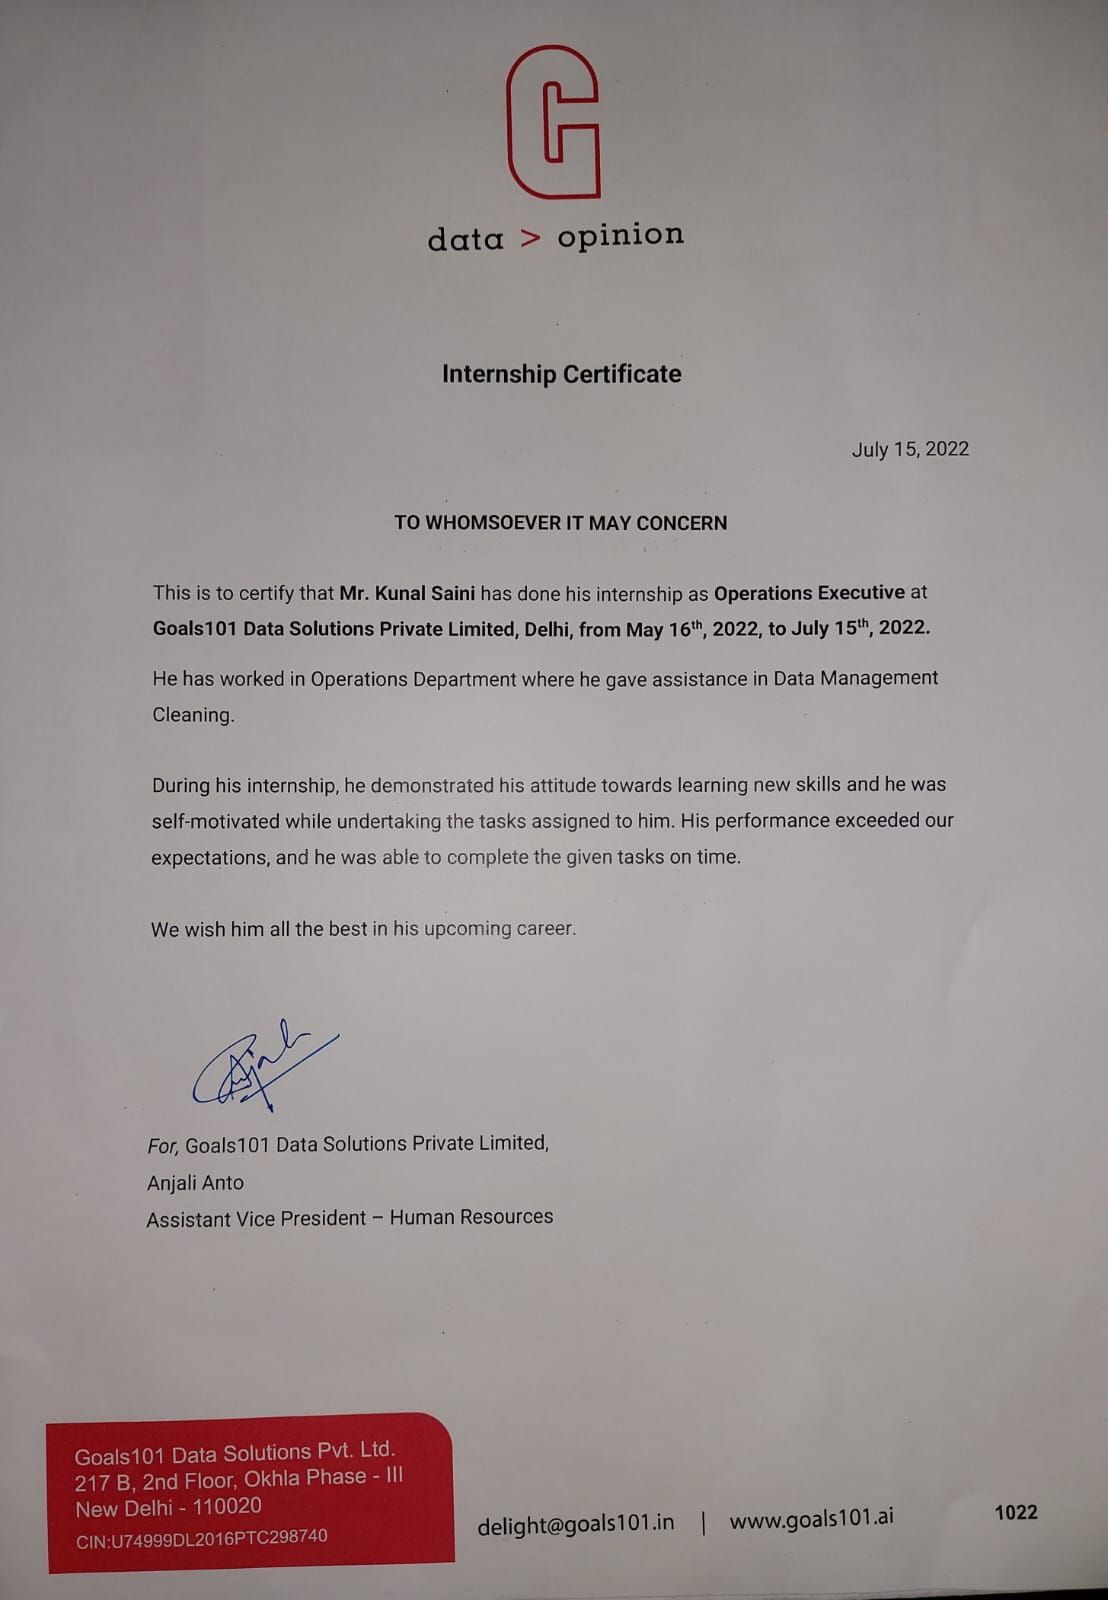 G
data > opinion
Internship Certificate
July 15, 2022
TO WHOMSOEVER IT MAY CONCERN
This is to certify that Mr. Kunal Saini has done his internship as Operations Executive at
Goals101 Data Solutions Private Limited, Delhi, from May 16th, 2022, to July 15th, 2022.
He has worked in Operations Department where he gave assistance in Data Management
Cleaning.
During his internship, he demonstrated his attitude towards learning new skills and he was
self-motivated while undertaking the tasks assigned to him. His performance exceeded our
expectations, and he was able to complete the given tasks on time.
We wish him all the best in his upcoming career.
Anjali
For, Goals101 Data Solutions Private Limited,
Anjali Anto
Assistant Vice President – Human Resources
Goals101 Data Solutions Pvt. Ltd.
217 B, 2nd Floor, Okhla Phase - III
New Delhi - 110020
CIN:U74999DL2016PTC298740
delight@goals101.in | www.goals101.ai
1022